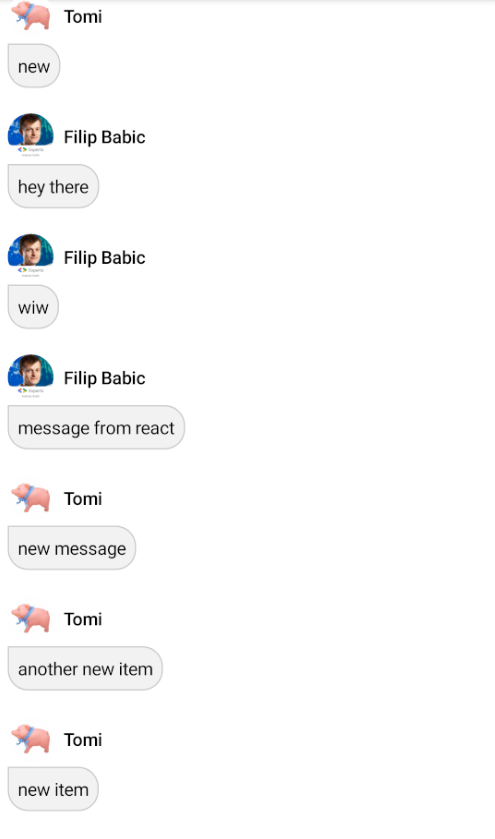 Tomi
new
Filip Babic
hey there
Filip Babic
wiw
Filip Babic
message from react
Tomi
new message
Tomi
another new item
Tomi
new item